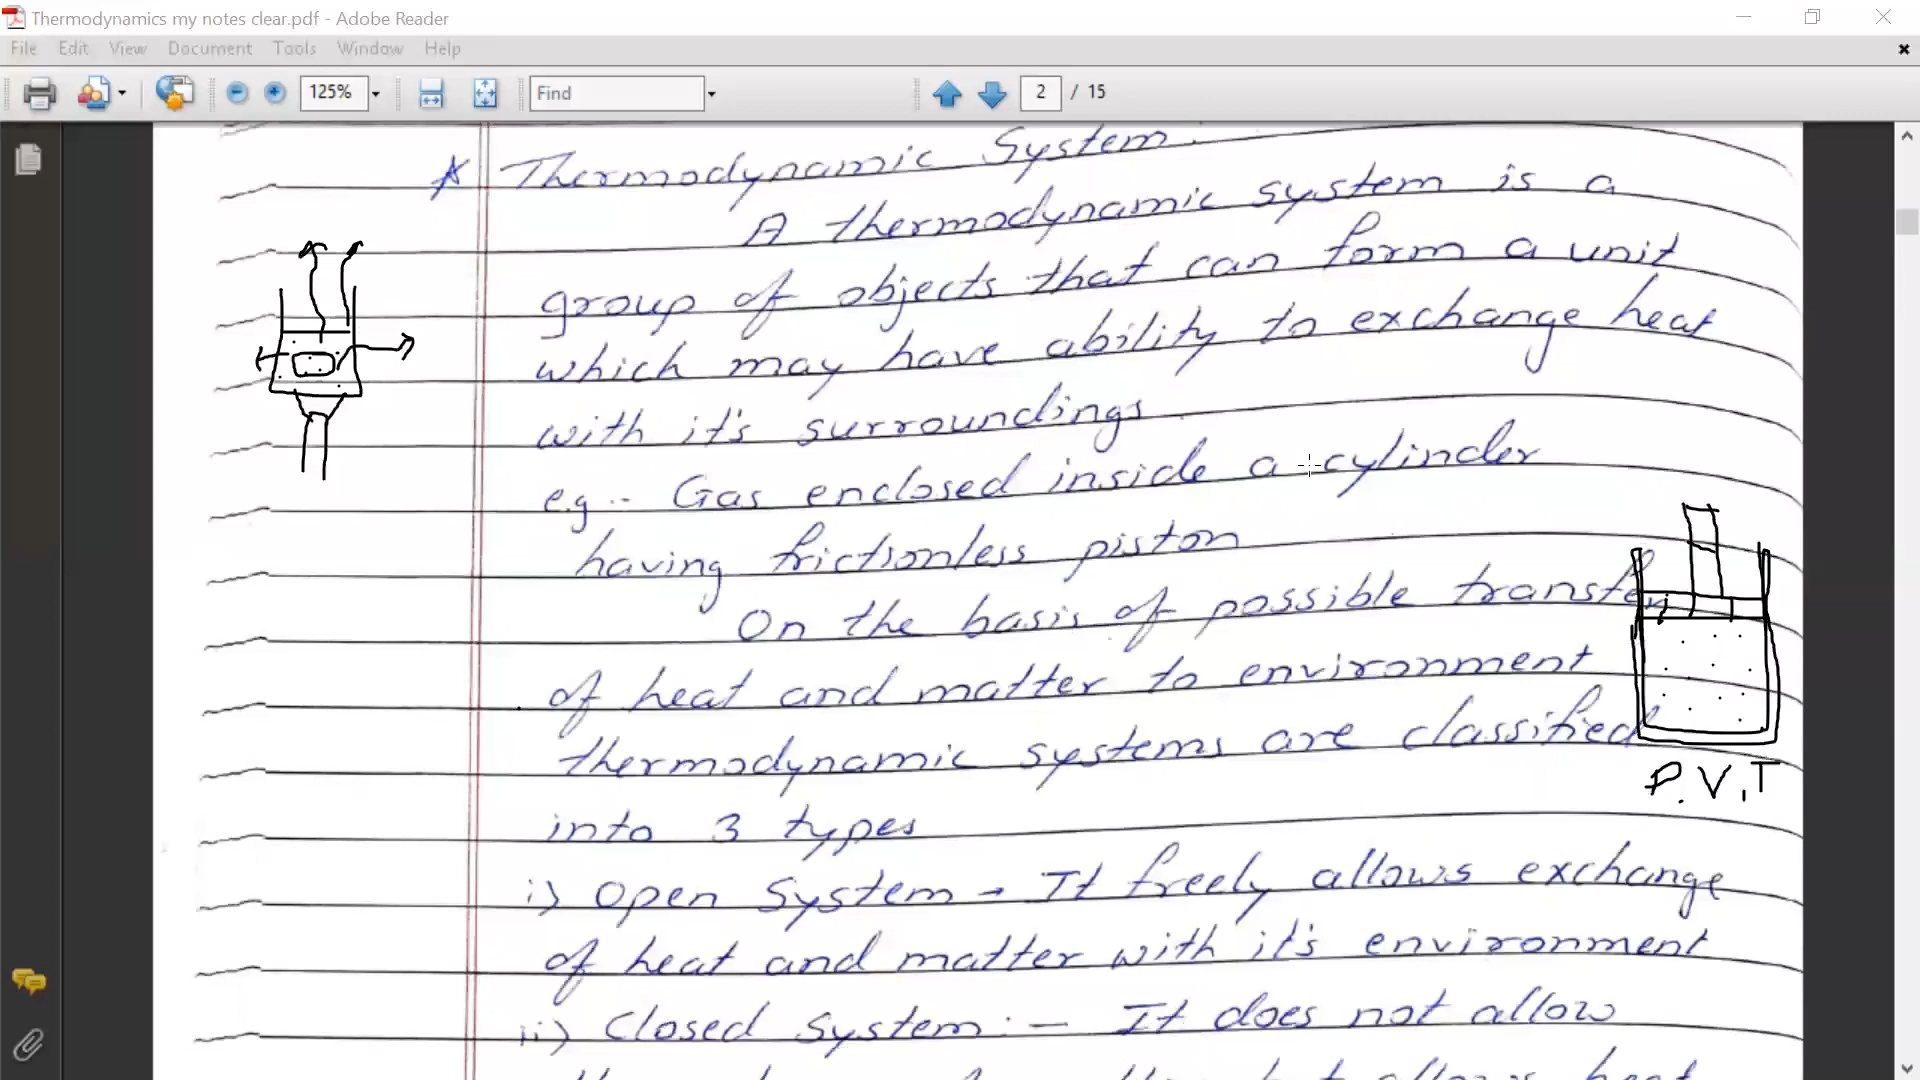 Thermodynamics my notes clear.pdf - Adobe Reader
File Edit View Document Tools Window Help
125% Find 2 / 15
Thermodynamic System.
A thermodynamic system is a
group of objects that can form a unit
which may have ability to exchange heat
with it's surroundings.
e.g :- Gas enclosed inside a cylinder
having frictionless piston
On the basis of possible transfer
of heat and matter to environment
thermodynamic systems are classified
P.V,T
into 3 types
i) Open System - It freely allows exchange
of heat and matter with it's environment
ii) Closed System :- It does not allow